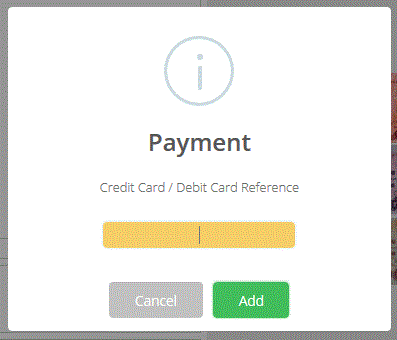 Payment
Credit Card / Debit Card Reference
Cancel
Add